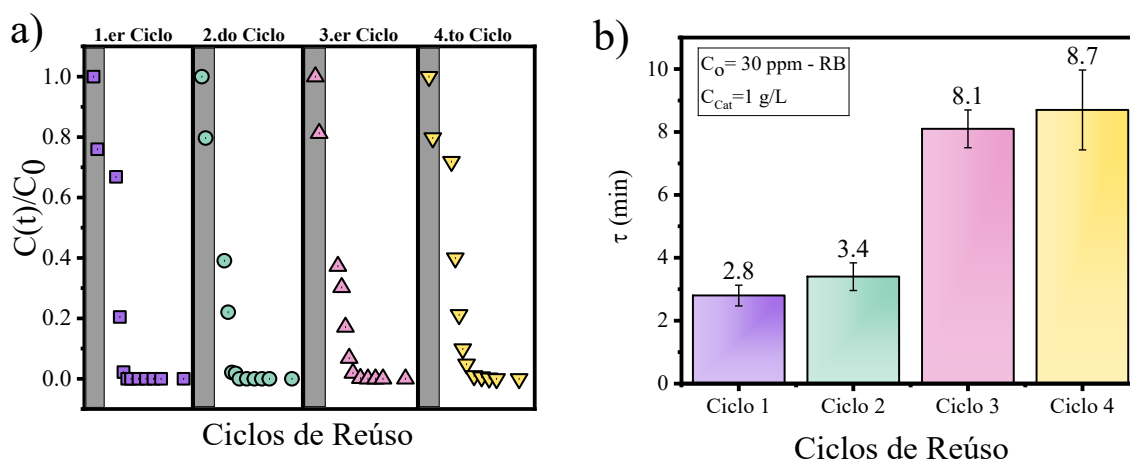 a)
1.er Ciclo 2.do Ciclo 3.er Ciclo 4.to Ciclo
1.0
0.8
0.6
0.4
0.2
0.0
C(t)/C0
Ciclos de Reúso
b)
C0= 30 ppm - RB
CCat=1 g/L
10
8
6
4
2
0
τ (min)
2.8
3.4
8.1
8.7
Ciclo 1 Ciclo 2 Ciclo 3 Ciclo 4
Ciclos de Reúso